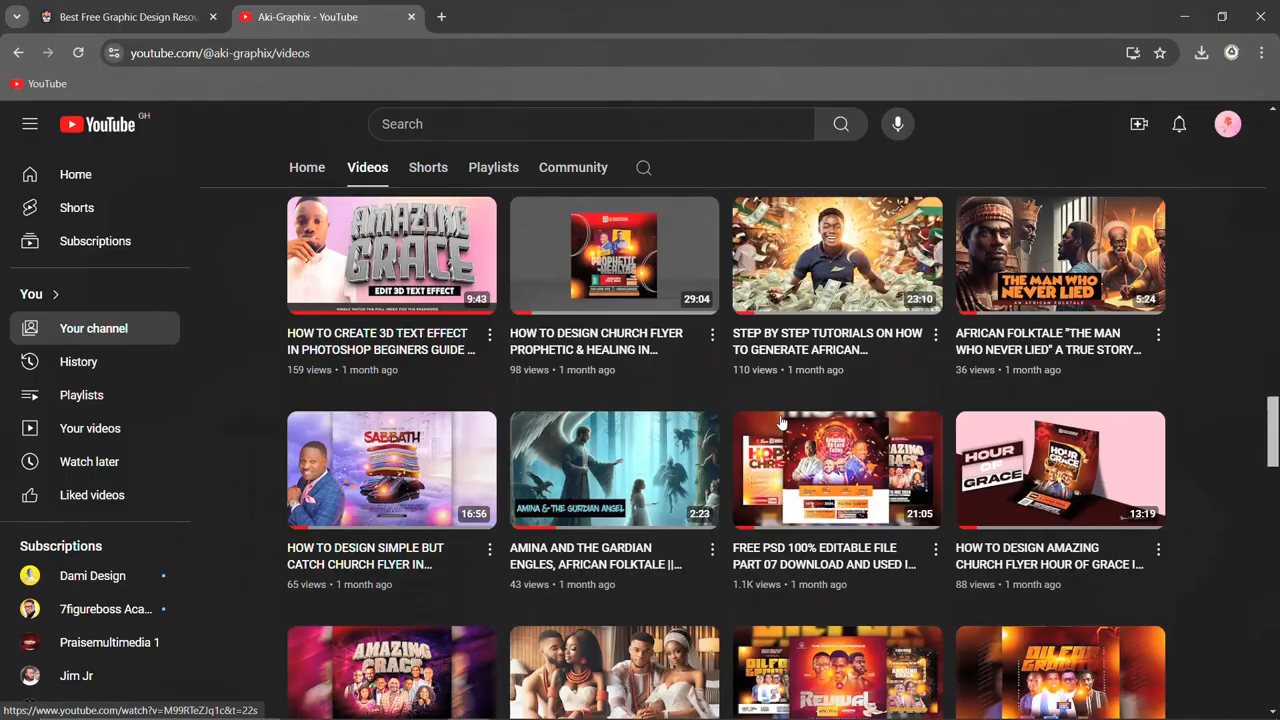 Best Free Graphic Design Resou
Aki-Graphix - YouTube
youtube.com/@aki-graphix/videos
YouTube
YouTube GH
Search
Home
Videos
Shorts
Playlists
Community
Home
Shorts
Subscriptions
You
Your channel
History
Playlists
Your videos
Watch later
Liked videos
Subscriptions
Dami Design
7figureboss Aca...
Praisemultimedia 1
Jim Jr
AMAZING
GRACE
EDIT 3D TEXT EFFECT
9:43
PROPHETIC
HEALING
29:04
23:10
THE MAN WHO
NEVER LIED
5:24
HOW TO CREATE 3D TEXT EFFECT
IN PHOTOSHOP BEGINERS GUIDE ...
159 views • 1 month ago
HOW TO DESIGN CHURCH FLYER
PROPHETIC & HEALING IN...
98 views • 1 month ago
STEP BY STEP TUTORIALS ON HOW
TO GENERATE AFRICAN...
110 views • 1 month ago
AFRICAN FOLKTALE "THE MAN
WHO NEVER LIED" A TRUE STORY...
36 views • 1 month ago
SABBATH
16:56
AMINA & THE GURDIAN ANGEL
2:23
21:05
HOUR OF
GRACE
HOUR
GRACE
13:19
HOW TO DESIGN SIMPLE BUT
CATCH CHURCH FLYER IN...
65 views • 1 month ago
AMINA AND THE GARDIAN
ENGLES, AFRICAN FOLKTALE ||...
43 views • 1 month ago
FREE PSD 100% EDITABLE FILE
PART 07 DOWNLOAD AND USED I...
1.1K views • 1 month ago
HOW TO DESIGN AMAZING
CHURCH FLYER HOUR OF GRACE I...
88 views • 1 month ago
AMAZING
GRACE
REVIVAL
https://www.youtube.com/watch?v=M99RTeZJq1c&t=22s